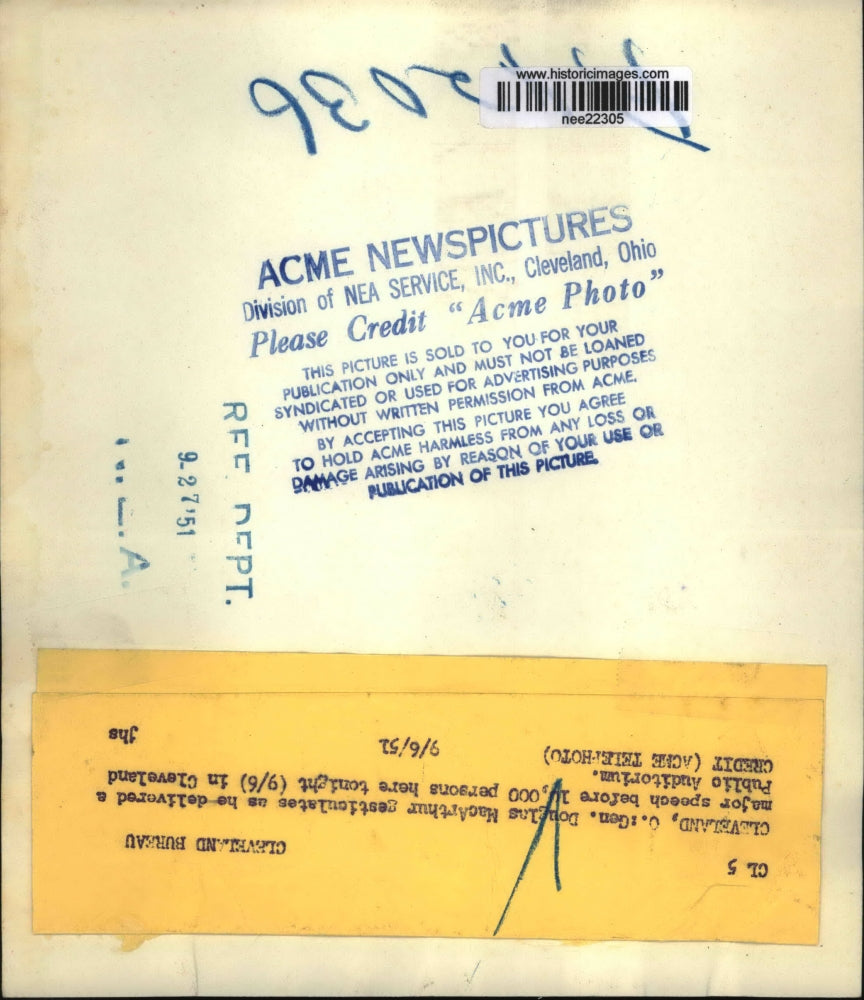 www.historicimages.com
nee22305
ACME NEWSPICTURES
Division of NEA SERVICE, INC., Cleveland, Ohio
Please Credit "Acme Photo"
THIS PICTURE IS SOLD TO YOU FOR YOUR
PUBLICATION ONLY AND MUST NOT BE LOANED
SYNDICATED OR USED FOR ADVERTISING PURPOSES
WITHOUT WRITTEN PERMISSION FROM ACME.
BY ACCEPTING THIS PICTURE YOU AGREE
TO HOLD ACME HARMLESS FROM ANY LOSS OR
DAMAGE ARISING BY REASON OF YOUR USE OR
PUBLICATION OF THIS PICTURE.
REF. DEPT.
9-27'51
CL 5
CLEVELAND BUREAU
CLEVELAND, O.:Gen. Douglas MacArthur gesticulates as he delivered a
major speech before ,000 persons here tonight (9/6) in Cleveland
Public Auditorium.
CREDIT (ACME TELEPHOTO) 9/6/51 jhs